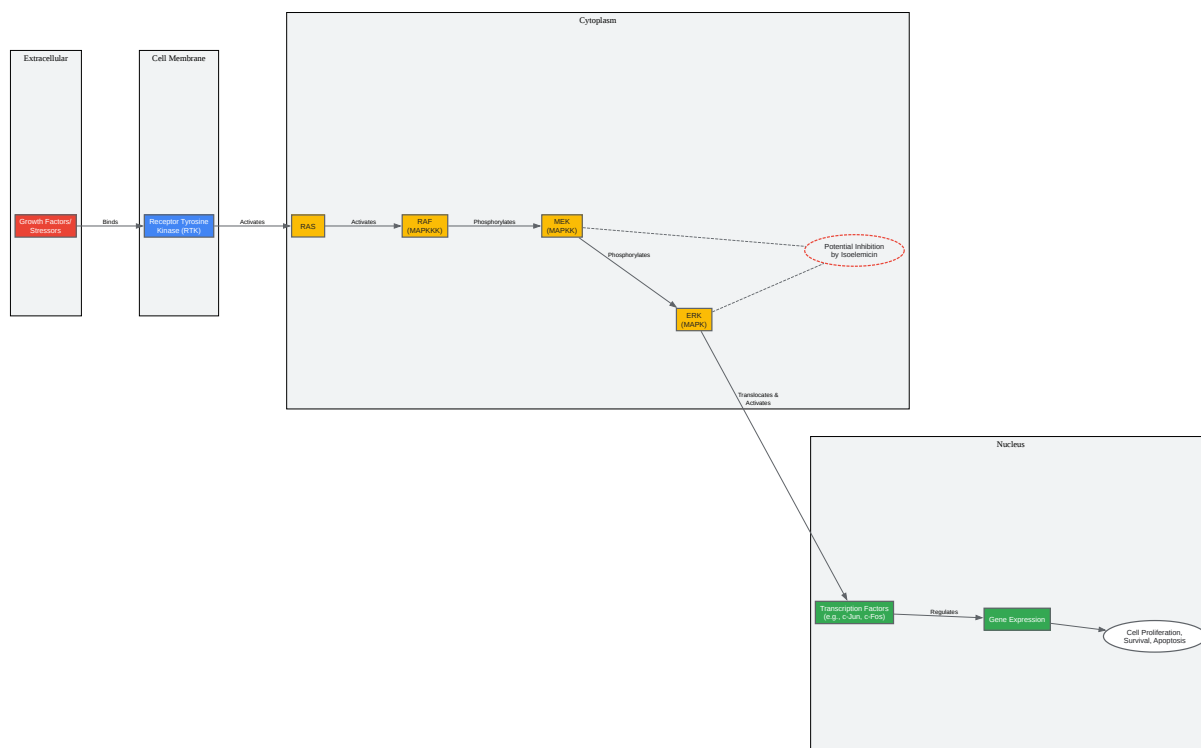 Cytoplasm
Extracellular
Cell Membrane
Growth Factors/
Stressors
Binds
Receptor Tyrosine
Kinase (RTK)
Activates
RAS
Activates
RAF
(MAPKKK)
Phosphorylates
MEK
(MAPKK)
Phosphorylates
Potential Inhibition
by Isoelemicin
ERK
(MAPK)
Translocates &
Activates
Nucleus
Transcription Factors
(e.g., c-Jun, c-Fos)
Regulates
Gene Expression
Cell Proliferation,
Survival, Apoptosis